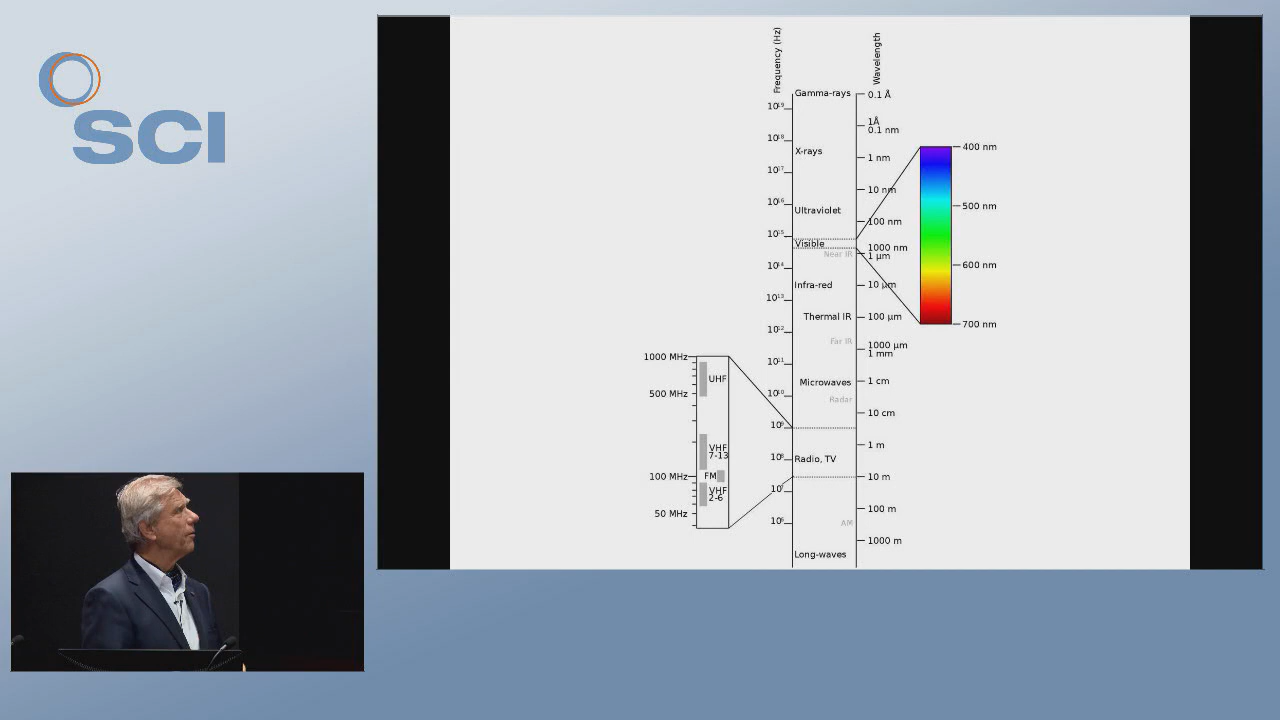 SCI
Frequency (Hz)
Wavelength
Gamma-rays
X-rays
Ultraviolet
Visible
Near IR
Infra-red
Thermal IR
Far IR
Microwaves
Radar
Radio, TV
AM
Long-waves
10¹⁹
10¹⁸
10¹⁷
10¹⁶
10¹⁵
10¹⁴
10¹³
10¹²
10¹¹
10¹⁰
10⁹
10⁸
10⁷
10⁶
0.1 Å
1Å
0.1 nm
1 nm
10 nm
100 nm
1000 nm
1 µm
10 µm
100 µm
1000 µm
1 mm
1 cm
10 cm
1 m
10 m
100 m
1000 m
400 nm
500 nm
600 nm
700 nm
1000 MHz
500 MHz
100 MHz
50 MHz
UHF
VHF
7-13
FM
VHF
2-6